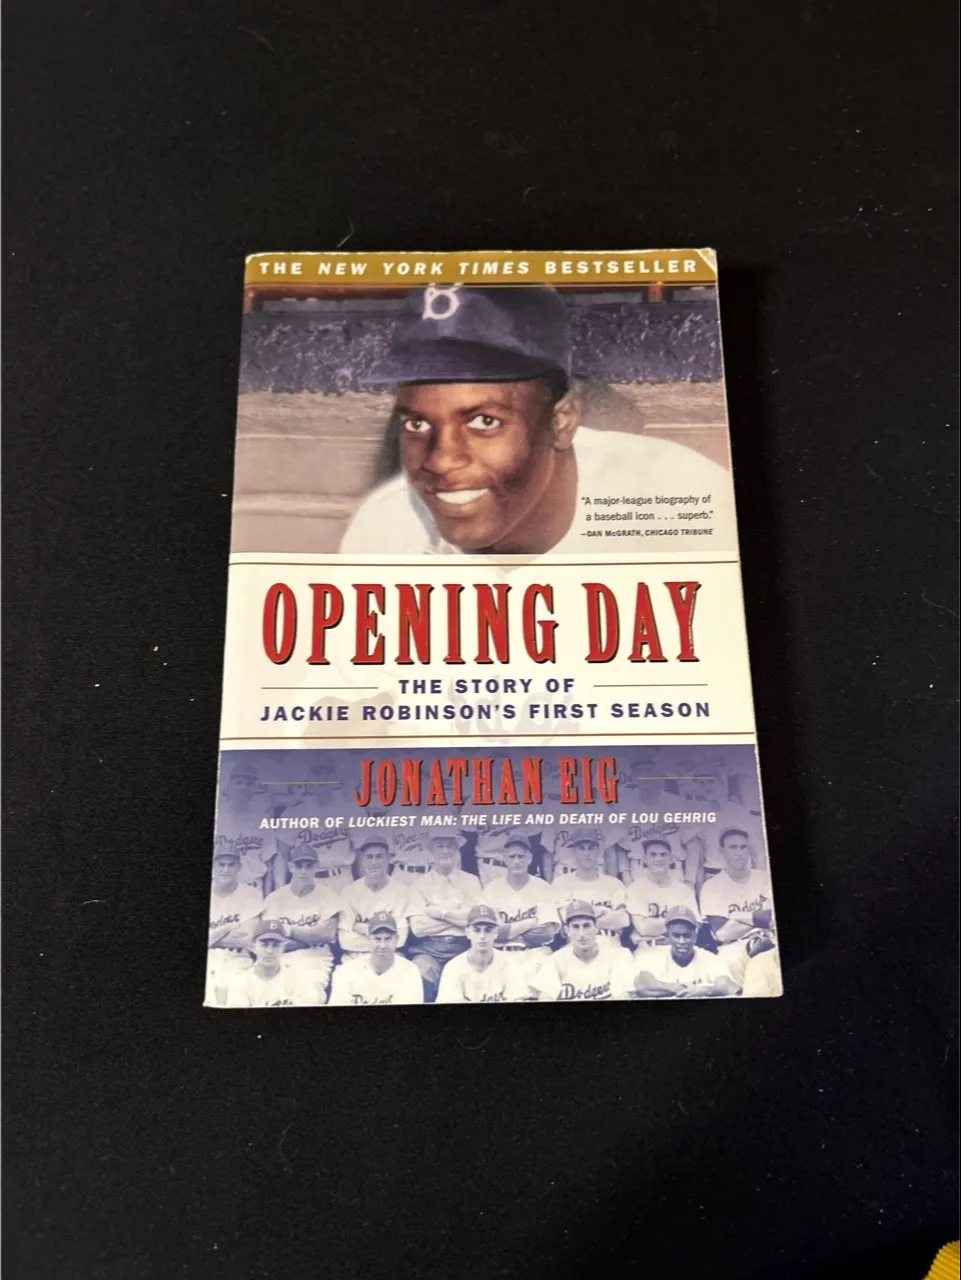 THE NEW YORK TIMES BESTSELLER
B
"A major-league biography of
a baseball icon . . . superb."
—DAN McGRATH, CHICAGO TRIBUNE
OPENING DAY
THE STORY OF
JACKIE ROBINSON'S FIRST SEASON
JONATHAN EIG
AUTHOR OF LUCKIEST MAN: THE LIFE AND DEATH OF LOU GEHRIG
Dodgers